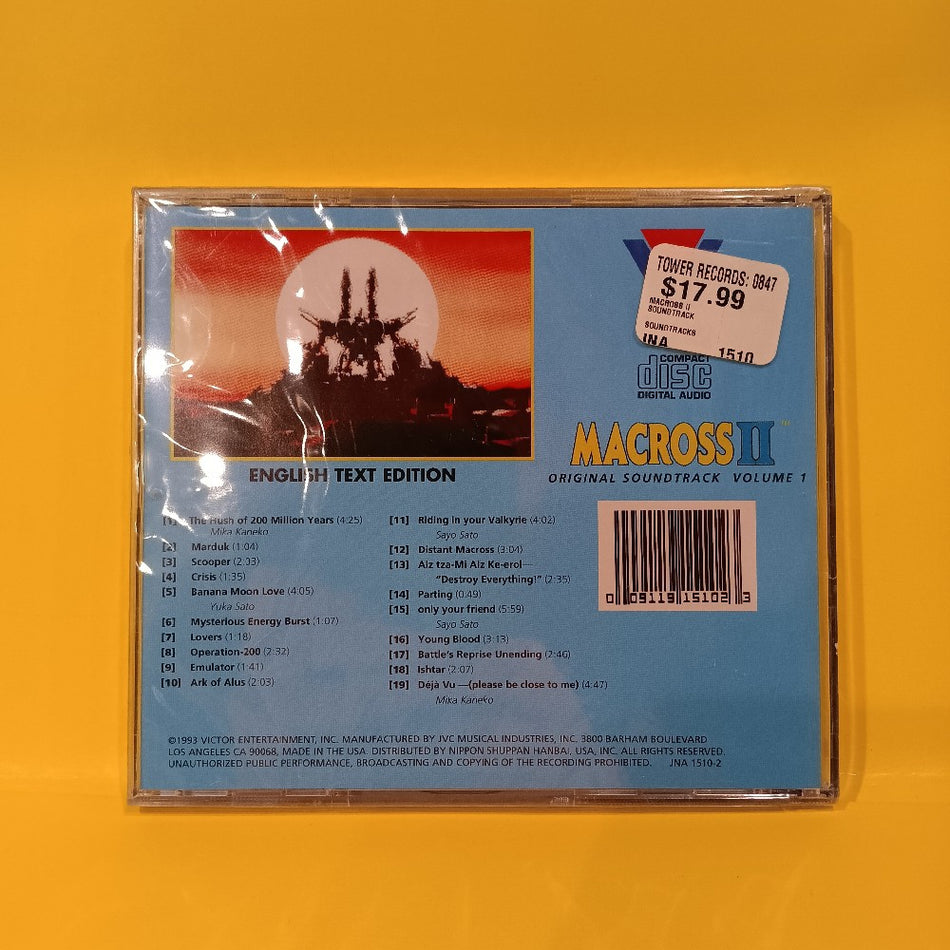 TOWER RECORDS: 0847
$17.99
MACROSS II
SOUNDTRACK
SOUNDTRACKS
JNA 1510
COMPACT
disc
DIGITAL AUDIO
MACROSS II
ORIGINAL SOUNDTRACK VOLUME 1
ENGLISH TEXT EDITION
[1] The Hush of 200 Million Years (4:25)
Mika Kaneko
[2] Marduk (1:04)
[3] Scooper (2:03)
[4] Crisis (1:35)
[5] Banana Moon Love (4:05)
Yuka Sato
[6] Mysterious Energy Burst (1:07)
[7] Lovers (1:18)
[8] Operation-200 (2:32)
[9] Emulator (1:41)
[10] Ark of Alus (2:03)
[11] Riding in your Valkyrie (4:02)
Sayo Sato
[12] Distant Macross (3:04)
[13] Alz tza-Mi Alz Ke-erol—
"Destroy Everything!" (2:35)
[14] Parting (0:49)
[15] only your friend (5:59)
Sayo Sato
[16] Young Blood (3:13)
[17] Battle's Reprise Unending (2:46)
[18] Ishtar (2:07)
[19] Déjà Vu —(please be close to me) (4:47)
Mika Kaneko
0 09119 15102 3
©1993 VICTOR ENTERTAINMENT, INC. MANUFACTURED BY JVC MUSICAL INDUSTRIES, INC. 3800 BARHAM BOULEVARD
LOS ANGELES CA 90068, MADE IN THE USA. DISTRIBUTED BY NIPPON SHUPPAN HANBAI, USA, INC. ALL RIGHTS RESERVED.
UNAUTHORIZED PUBLIC PERFORMANCE, BROADCASTING AND COPYING OF THE RECORDING PROHIBITED. JNA 1510-2